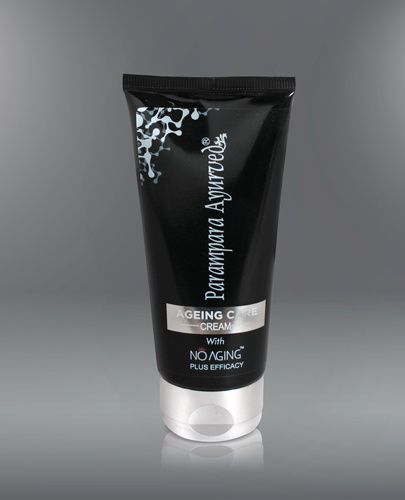 Parampara Ayurved®
AGEING CARE
CREAM
With
NO AGING™
PLUS EFFICACY